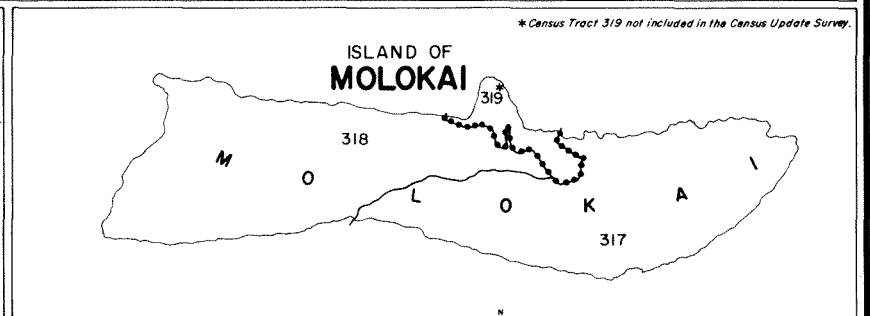 * Census Tract 319 not included in the Census Update Survey.
ISLAND OF
MOLOKAI
319*
318
M O L O K A I
317
N